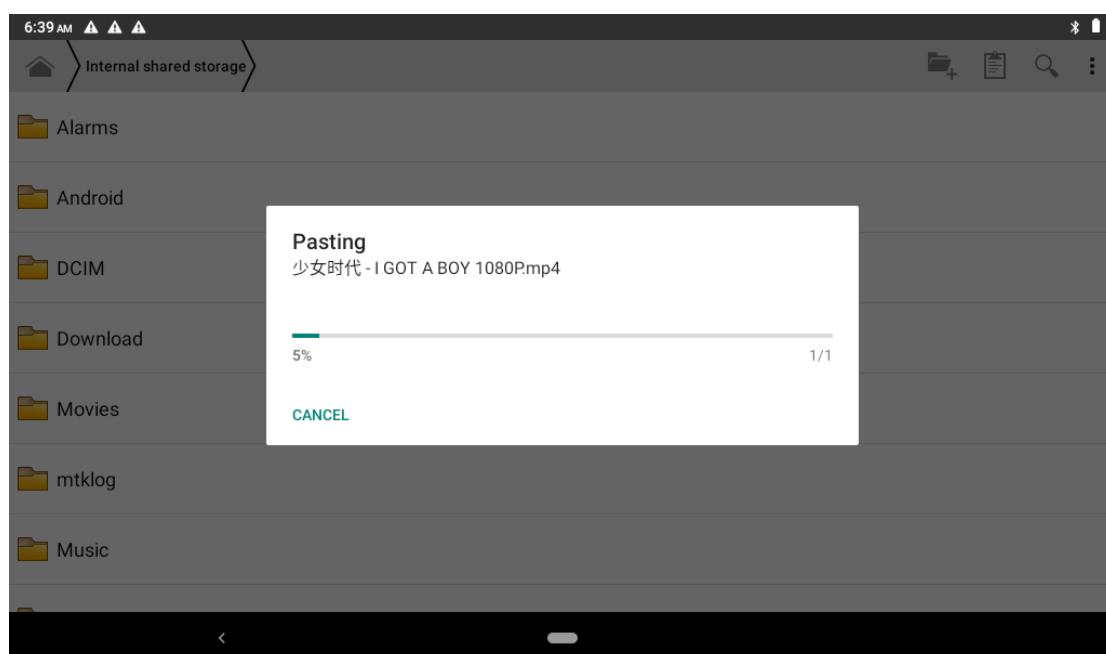 6:39 AM
Internal shared storage
Alarms
Android
DCIM
Download
Movies
mtklog
Music
Pasting
少女时代 - I GOT A BOY 1080P.mp4
5%
1/1
CANCEL